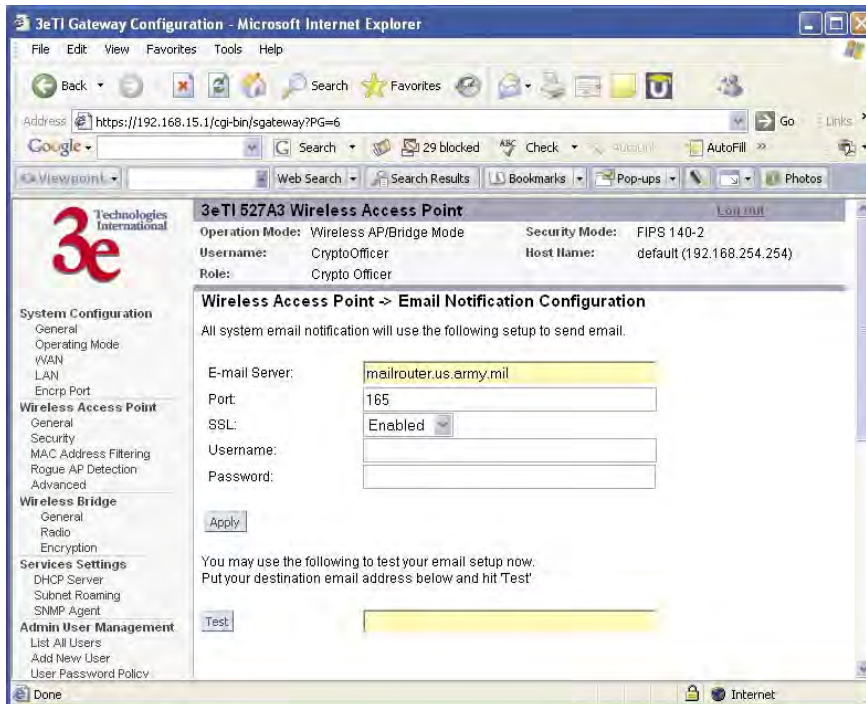 3eTI Gateway Configuration - Microsoft Internet Explorer
File Edit View Favorites Tools Help
Back Search Favorites
Address https://192.168.15.1/cgi-bin/sgateway?PG=6 Go Links »
Google G Search 29 blocked ABC Check AutoLink AutoFill »
Viewpoint Web Search Search Results Bookmarks Pop-ups Photos
3e Technologies International
3eTI 527A3 Wireless Access Point Log out
Operation Mode: Wireless AP/Bridge Mode Security Mode: FIPS 140-2
Username: CryptoOfficer Host Name: default (192.168.254.254)
Role: Crypto Officer
System Configuration
General
Operating Mode
WAN
LAN
Encrp Port
Wireless Access Point
General
Security
MAC Address Filtering
Rogue AP Detection
Advanced
Wireless Bridge
General
Radio
Encryption
Services Settings
DHCP Server
Subnet Roaming
SNMP Agent
Admin User Management
List All Users
Add New User
User Password Policy
Wireless Access Point -> Email Notification Configuration
All system email notification will use the following setup to send email.
E-mail Server: mailrouter.us.army.mil
Port: 165
SSL: Enabled
Username:
Password:
Apply
You may use the following to test your email setup now.
Put your destination email address below and hit 'Test'
Test
Done Internet